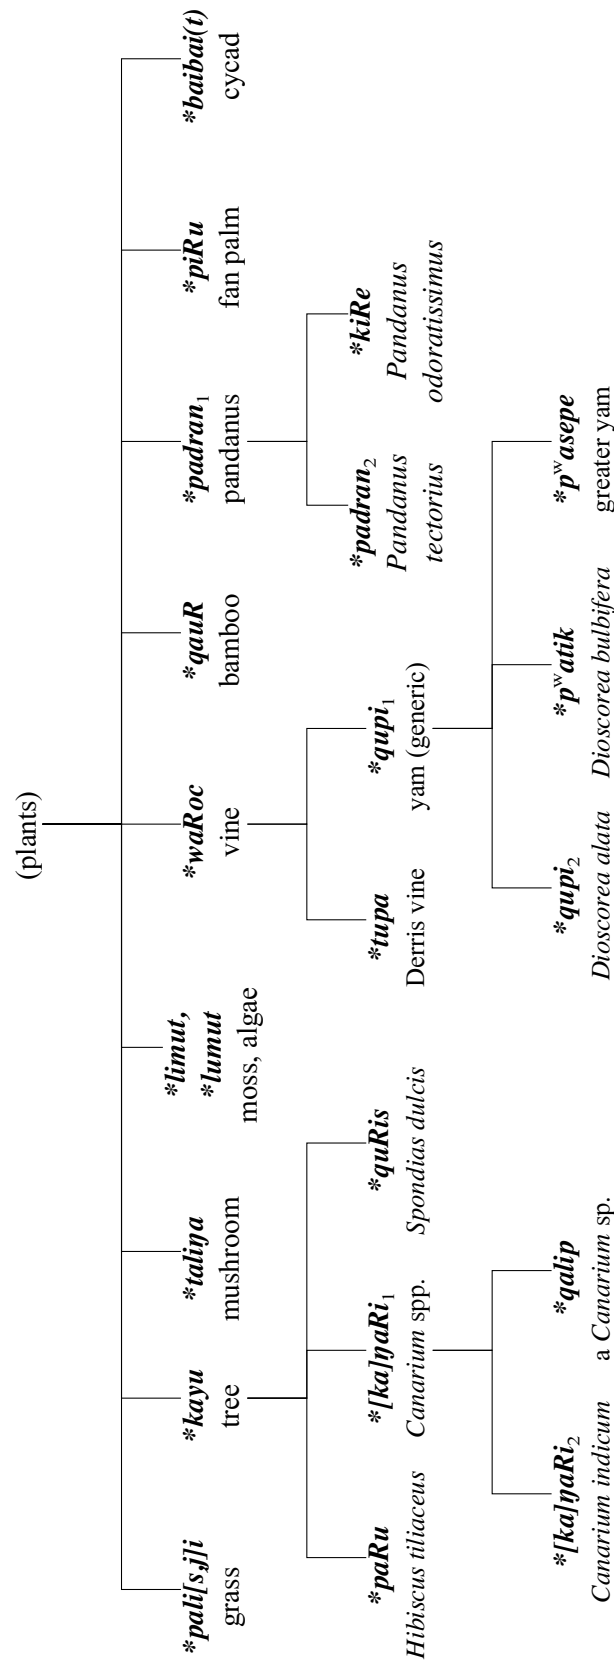 (plants)
*pali[s,j]i
grass
*kayu
tree
*taliŋa
mushroom
*limut,
*lumut
moss, algae
*waRoc
vine
*qauR
bamboo
*padran₁
pandanus
*piRu
fan palm
*baibai(t)
cycad
*paRu
Hibiscus tiliaceus
*[ka]ŋaRi₁
Canarium spp.
*quRis
Spondias dulcis
*tupa
Derris vine
*qupi₁
yam (generic)
*padran₂
Pandanus
tectorius
*kiRe
Pandanus
odoratissimus
*[ka]ŋaRi₂
Canarium indicum
*qalip
a Canarium sp.
*qupi₂
Dioscorea alata
*pʷatik
Dioscorea bulbifera
*pʷasepe
greater yam